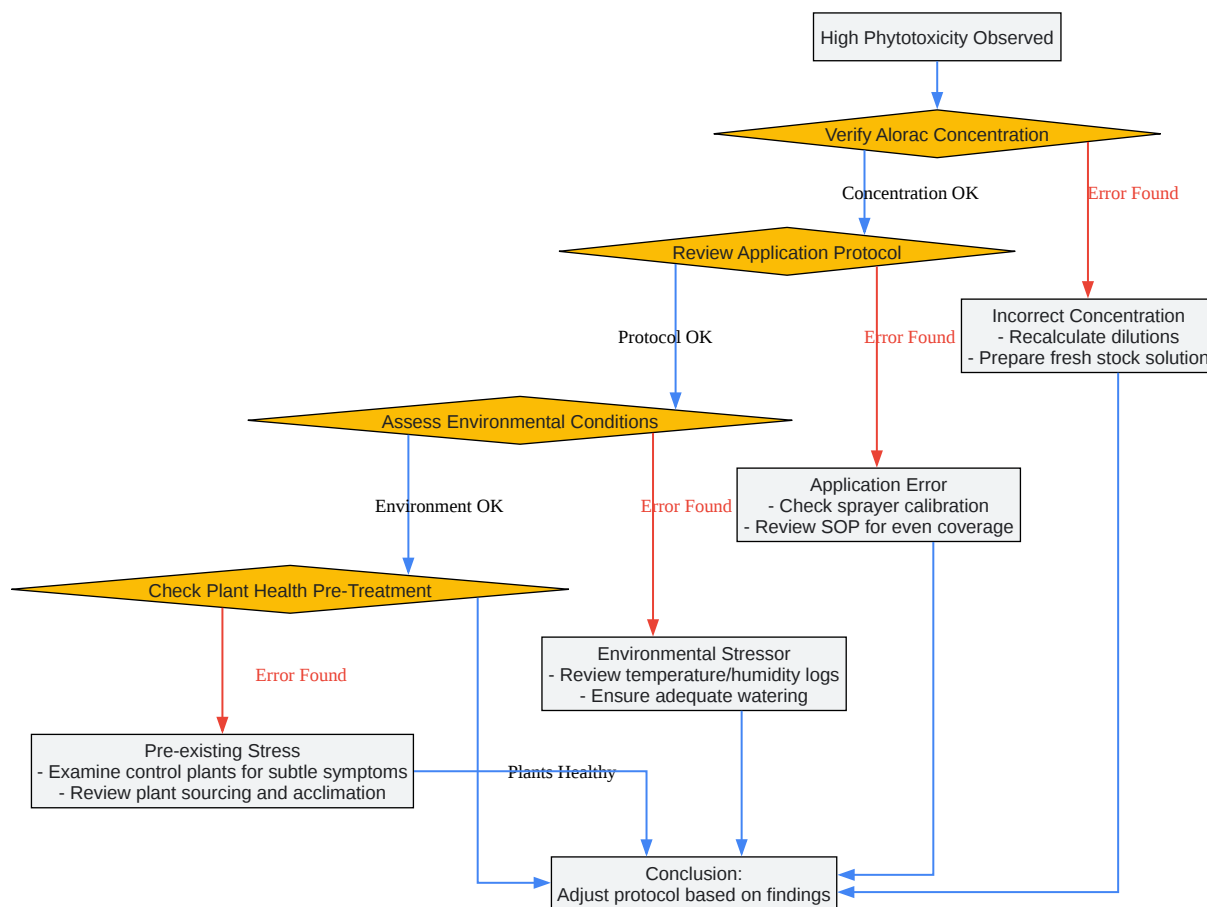 High Phytotoxicity Observed
Verify Alorac Concentration
Concentration OK
Error Found
Review Application Protocol
Incorrect Concentration
- Recalculate dilutions
- Prepare fresh stock solution
Protocol OK
Error Found
Assess Environmental Conditions
Application Error
- Check sprayer calibration
- Review SOP for even coverage
Environment OK
Error Found
Check Plant Health Pre-Treatment
Environmental Stressor
- Review temperature/humidity logs
- Ensure adequate watering
Error Found
Pre-existing Stress
- Examine control plants for subtle symptoms
- Review plant sourcing and acclimation
Plants Healthy
Conclusion:
Adjust protocol based on findings